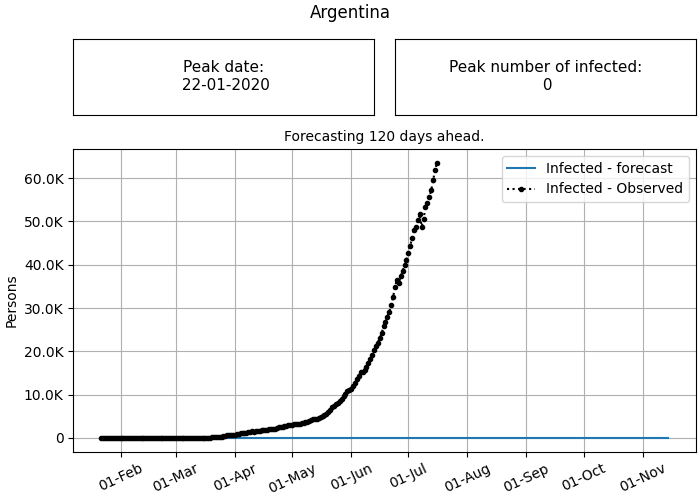 Argentina
Peak date:
22-01-2020
Peak number of infected:
0
Forecasting 120 days ahead.
Infected - forecast
Infected - Observed
60.0K
50.0K
40.0K
30.0K
20.0K
10.0K
0
Persons
01-Feb
01-Mar
01-Apr
01-May
01-Jun
01-Jul
01-Aug
01-Sep
01-Oct
01-Nov